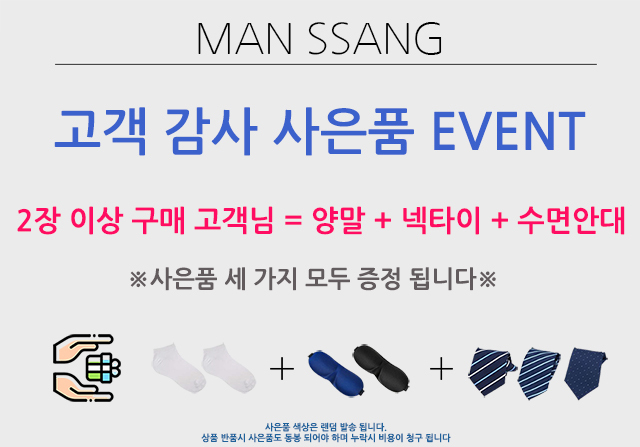 MAN SSANG
고객 감사 사은품 EVENT
2장 이상 구매 고객님 = 양말 + 넥타이 + 수면안대
※사은품 세 가지 모두 증정 됩니다※
+ +
사은품 색상은 랜덤 발송 됩니다.
상품 반품시 사은품도 동봉 되어야 하며 누락시 비용이 청구 됩니다